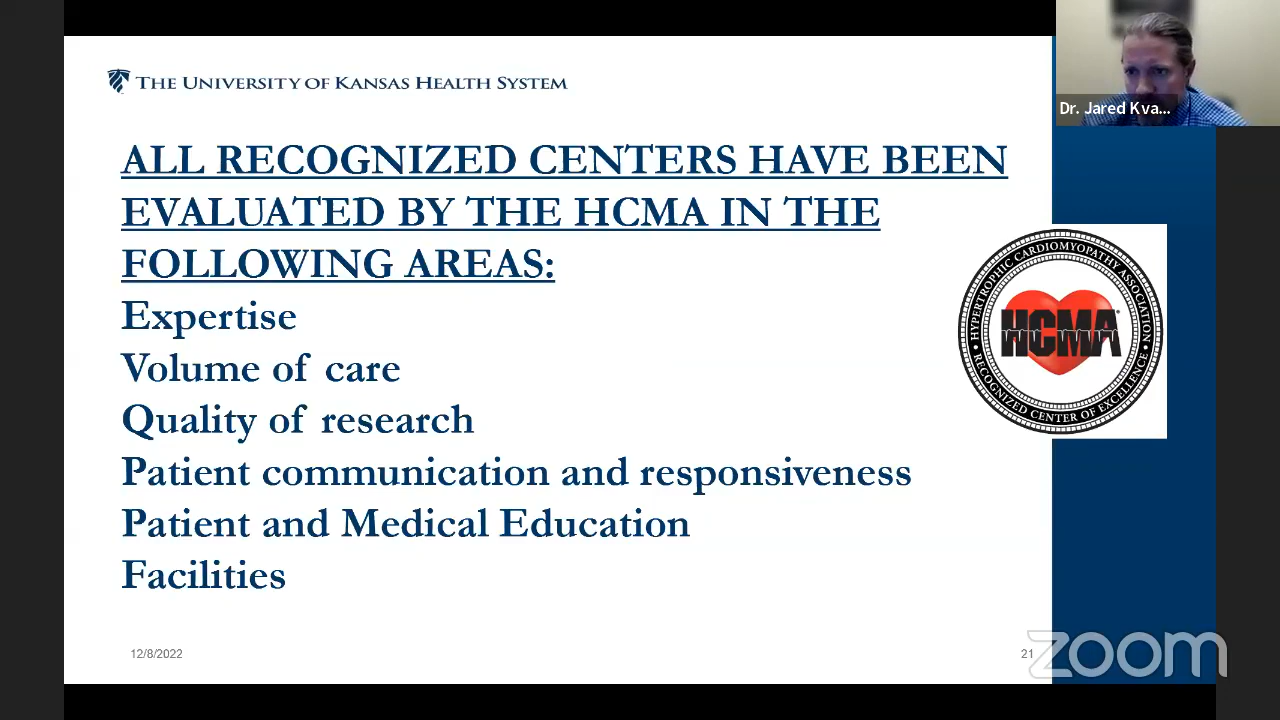 THE UNIVERSITY OF KANSAS HEALTH SYSTEM
Dr. Jared Kva...
ALL RECOGNIZED CENTERS HAVE BEEN
EVALUATED BY THE HCMA IN THE
FOLLOWING AREAS:
Expertise
Volume of care
Quality of research
Patient communication and responsiveness
Patient and Medical Education
Facilities
HYPERTROPHIC CARDIOMYOPATHY ASSOCIATION
HCMA
RECOGNIZED CENTER OF EXCELLENCE
12/8/2022
21
zoom